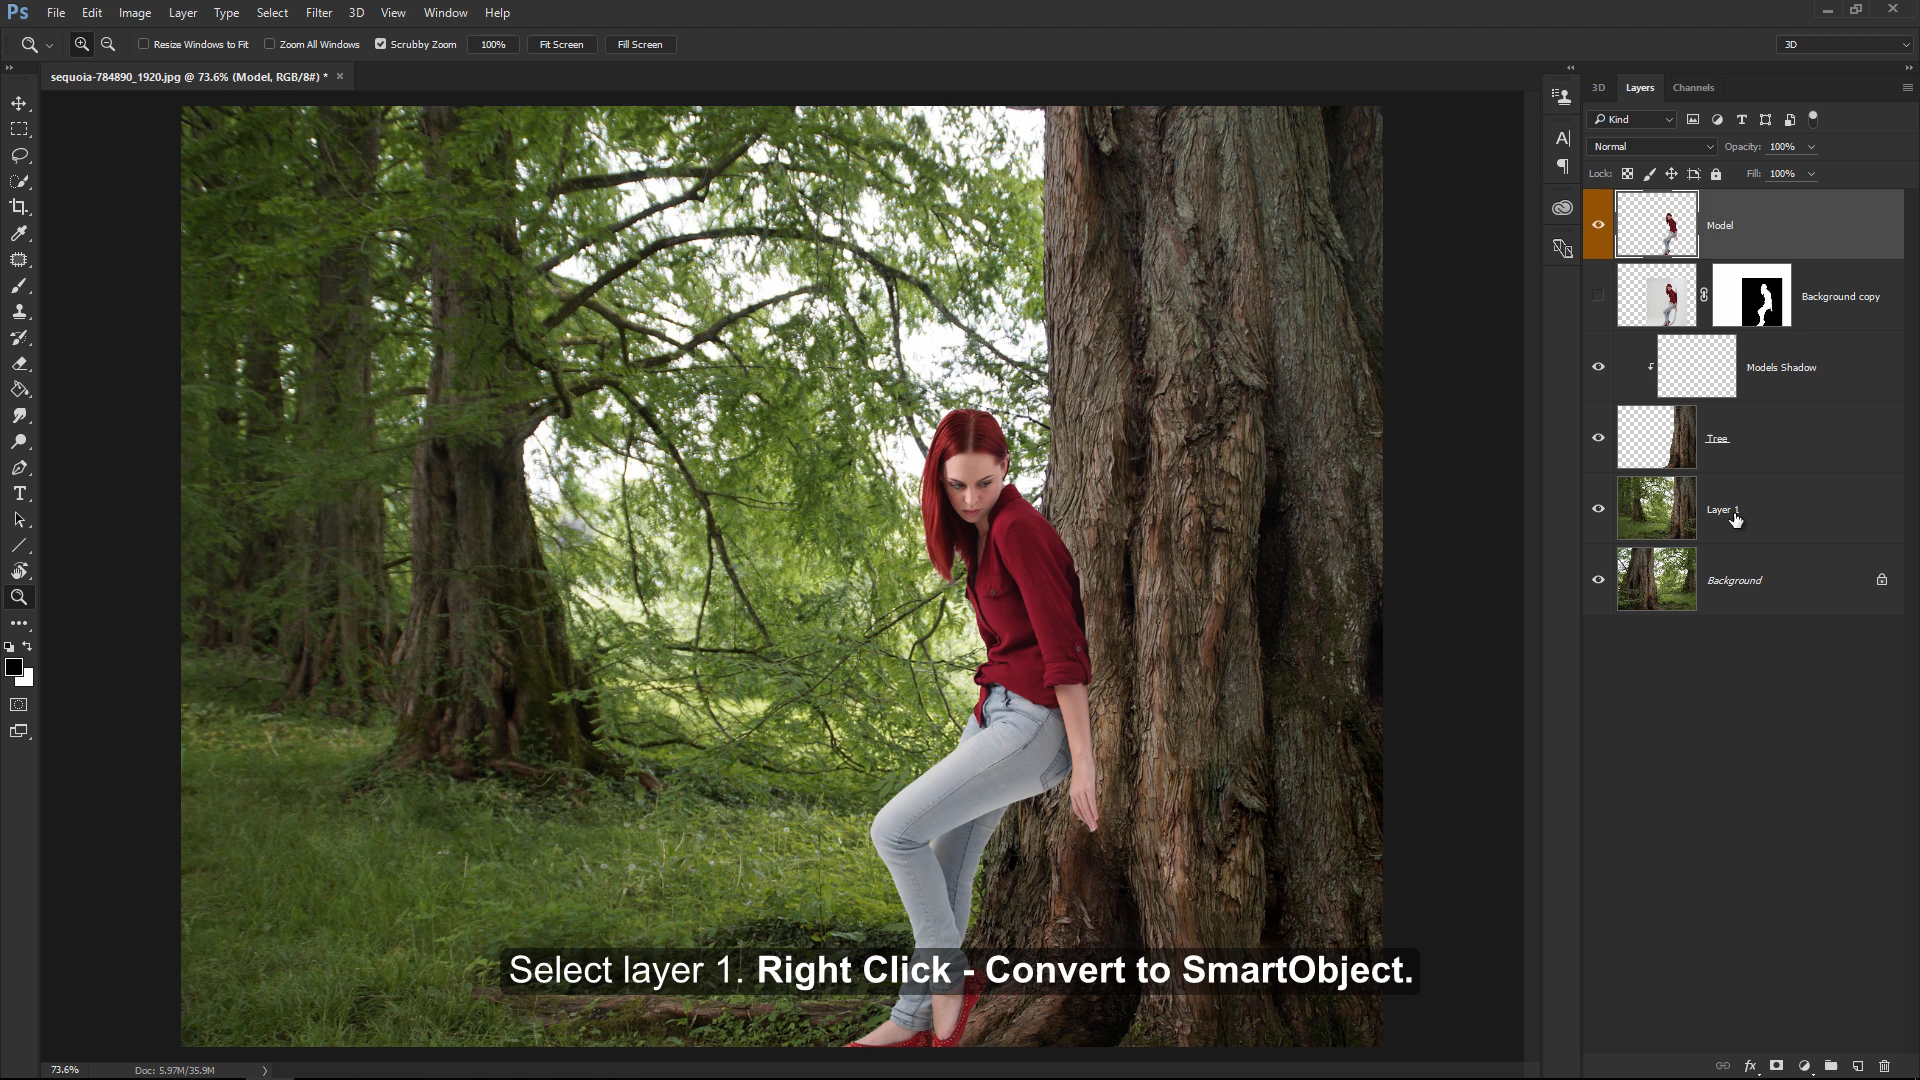 Ps File Edit Image Layer Type Select Filter 3D View Window Help
Resize Windows to Fit Zoom All Windows Scrubby Zoom 100% Fit Screen Fill Screen 3D
sequoia-784890_1920.jpg @ 73.6% (Model, RGB/8#) * ×
3D Layers Channels
Kind
Normal Opacity: 100%
Lock: Fill: 100%
Model
Background copy
Models Shadow
Tree
Layer 1
Background
Select layer 1. Right Click - Convert to SmartObject.
73.6% Doc: 5.97M/35.9M
fx